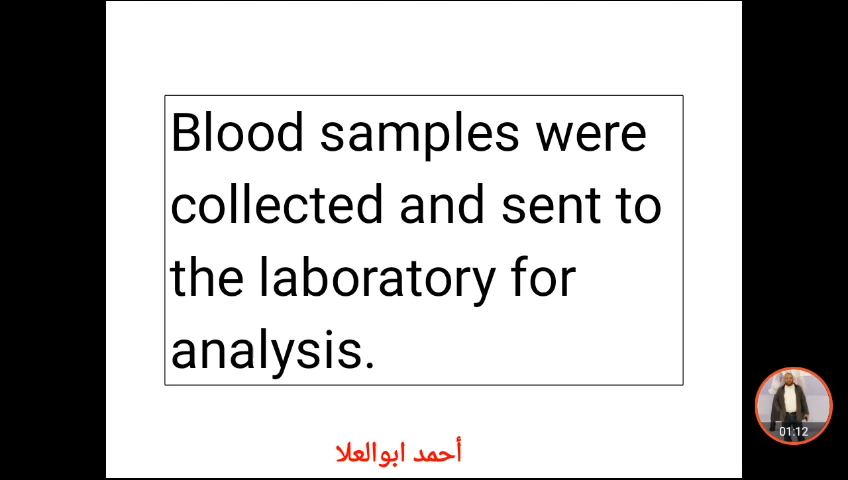 Blood samples were
collected and sent to
the laboratory for
analysis.
أحمد ابوالعلا
01:12